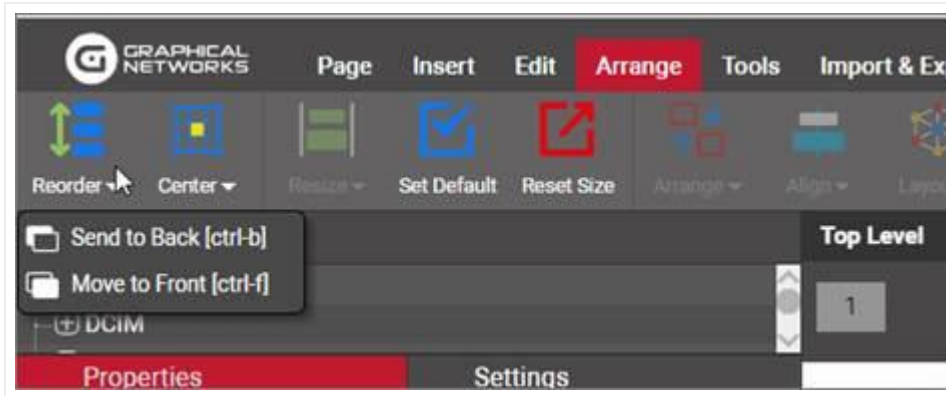 GRAPHICAL
NETWORKS
Page Insert Edit Arrange Tools Import & Ex
Reorder Center Resize Set Default Reset Size Arrange Align Layou
Send to Back [ctrl-b] Top Level
Move to Front [ctrl-f] 1
DCIM
Properties Settings